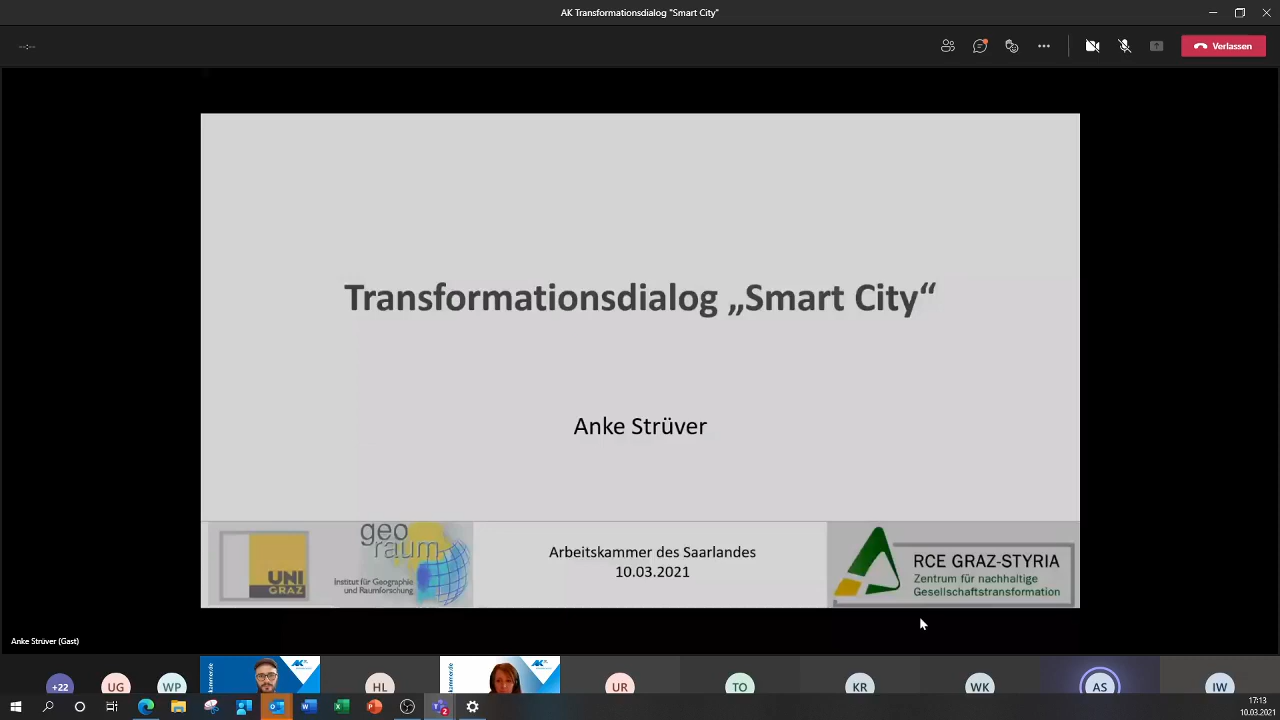 AK Transformationsdialog "Smart City"
--:--
Verlassen
Transformationsdialog „Smart City“
Anke Strüver
UNI
GRAZ
geo
raum
Institut für Geographie
und Raumforschung
Arbeitskammer des Saarlandes
10.03.2021
RCE GRAZ-STYRIA
Zentrum für nachhaltige
Gesellschaftstransformation
Anke Strüver (Gast)
+22
UG
WP
AK
HL
AK
UR
TO
KR
WK
AS
IW
17:13
10.03.2021